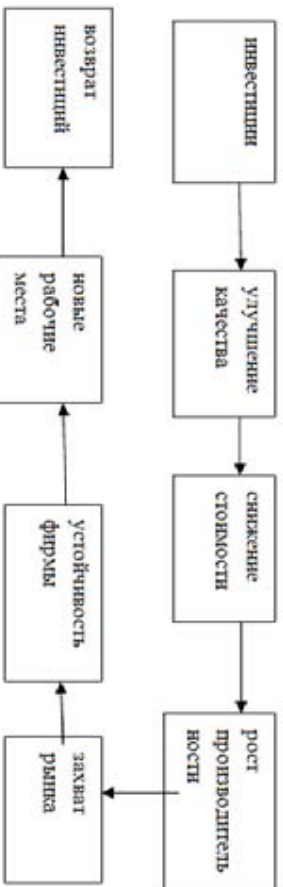 инвестиции
улучшение
качества
снижение
стоимости
рост
производитель
ности
захват
рынка
устойчивость
фирмы
новые
рабочие
места
возврат
инвестиций